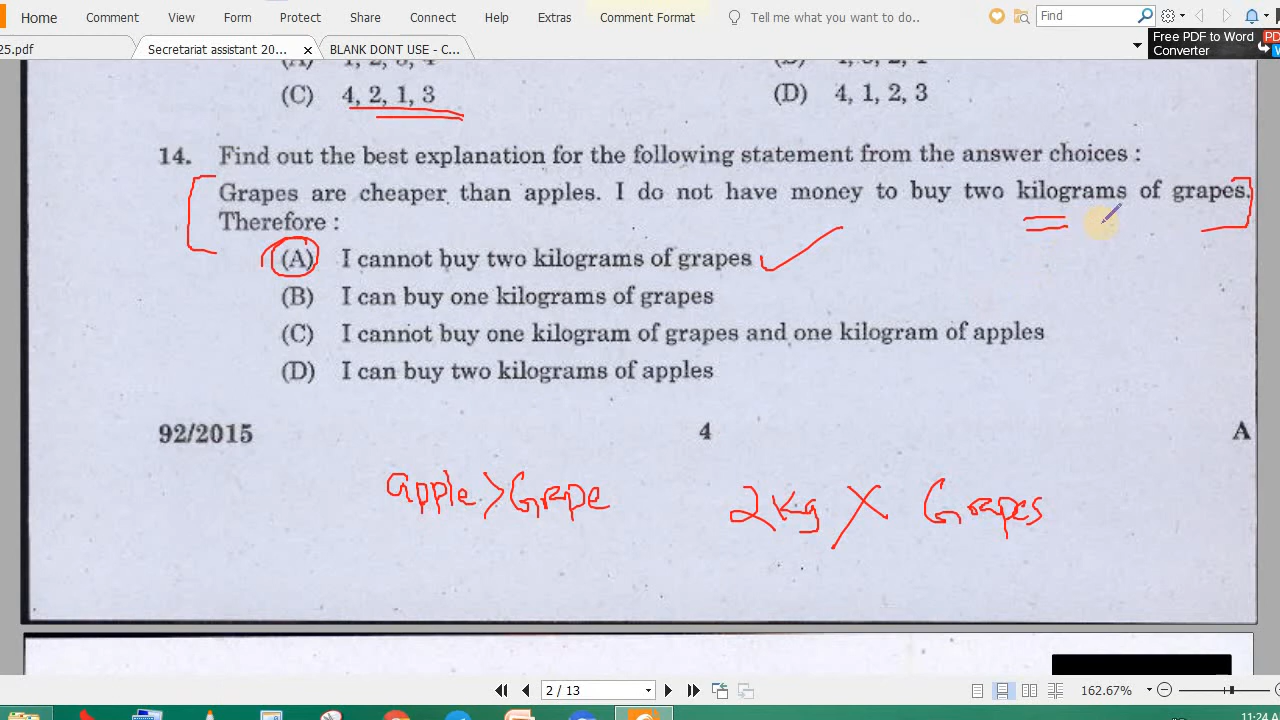 Home Comment View Form Protect Share Connect Help Extras Comment Format Tell me what you want to do.. Find
25.pdf Secretariat assistant 20... × BLANK DONT USE - C... Free PDF to Word
Converter
(C) 4, 2, 1, 3 (D) 4, 1, 2, 3
14. Find out the best explanation for the following statement from the answer choices :
Grapes are cheaper than apples. I do not have money to buy two kilograms of grapes.
Therefore :
(A) I cannot buy two kilograms of grapes
(B) I can buy one kilograms of grapes
(C) I cannot buy one kilogram of grapes and one kilogram of apples
(D) I can buy two kilograms of apples
92/2015 4 A
apple > Grape 2kg X Grapes
2 / 13 162.67%
11:24 A